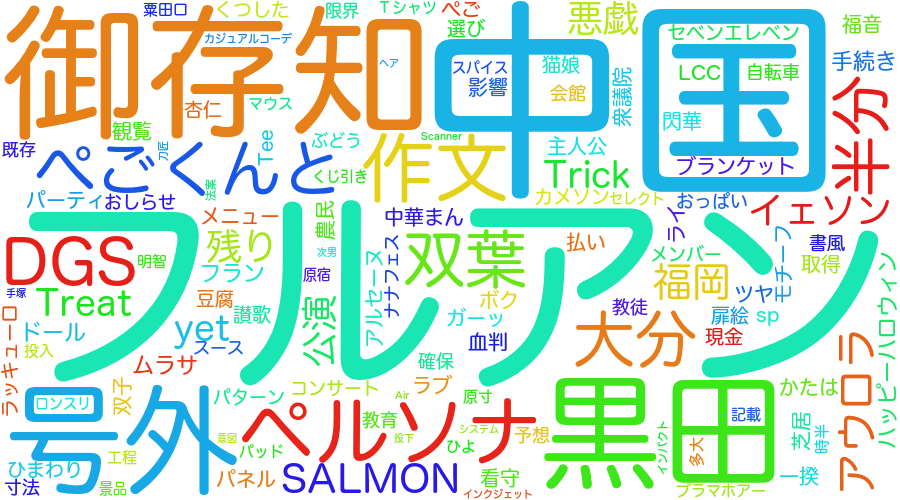 粟田口
くつした
限界
Tシャツ
ぺご
選び
悪戯
福音
御存知
中国
カジュアルコーデ
ヘア
スパイス
影響
猫娘
会館
衆議院
セベンエレベン
LCC
自転車
手続き
杏仁
マウス
観覧
Tee
ぶどう
Scanner
主人公
閃華
半分
既存
刀匠
ぺごくんと
法案
くじ引き
作文
Trick
ブランケット
パーティ
おしらせ
カメソン
セレクト
おっぱい
イェソン
メニュー
農民
中華まん
ライ
書風
DGS
残り
双葉
払い
メンバー
モチーフ
取得
明智
フラン
次男
原宿
アルセーヌ
ナナフェス
福岡
ツヤ
手塚
Treat
豆腐
讃歌
公演
フルアハン
ボク
教徒
扉絵
sp
ハッピーハロウィン
ラッキューロ
ドール
yet
スース
ガーッ
血判
大分
現金
アウロラ
投入
ムラサ
確保
号外
ロンスリ
双子
パターン
コンサート
ラブ
Air
原寸
黒田
記載
かたは
ペルソナ
教育
投下
ひよ
システム
予想
インパクト
多大
芝居
時半
意図
パッド
工程
ひまわり
寸法
景品
パネル
SALMON
看守
インクジェット
ブラマホアー
一揆